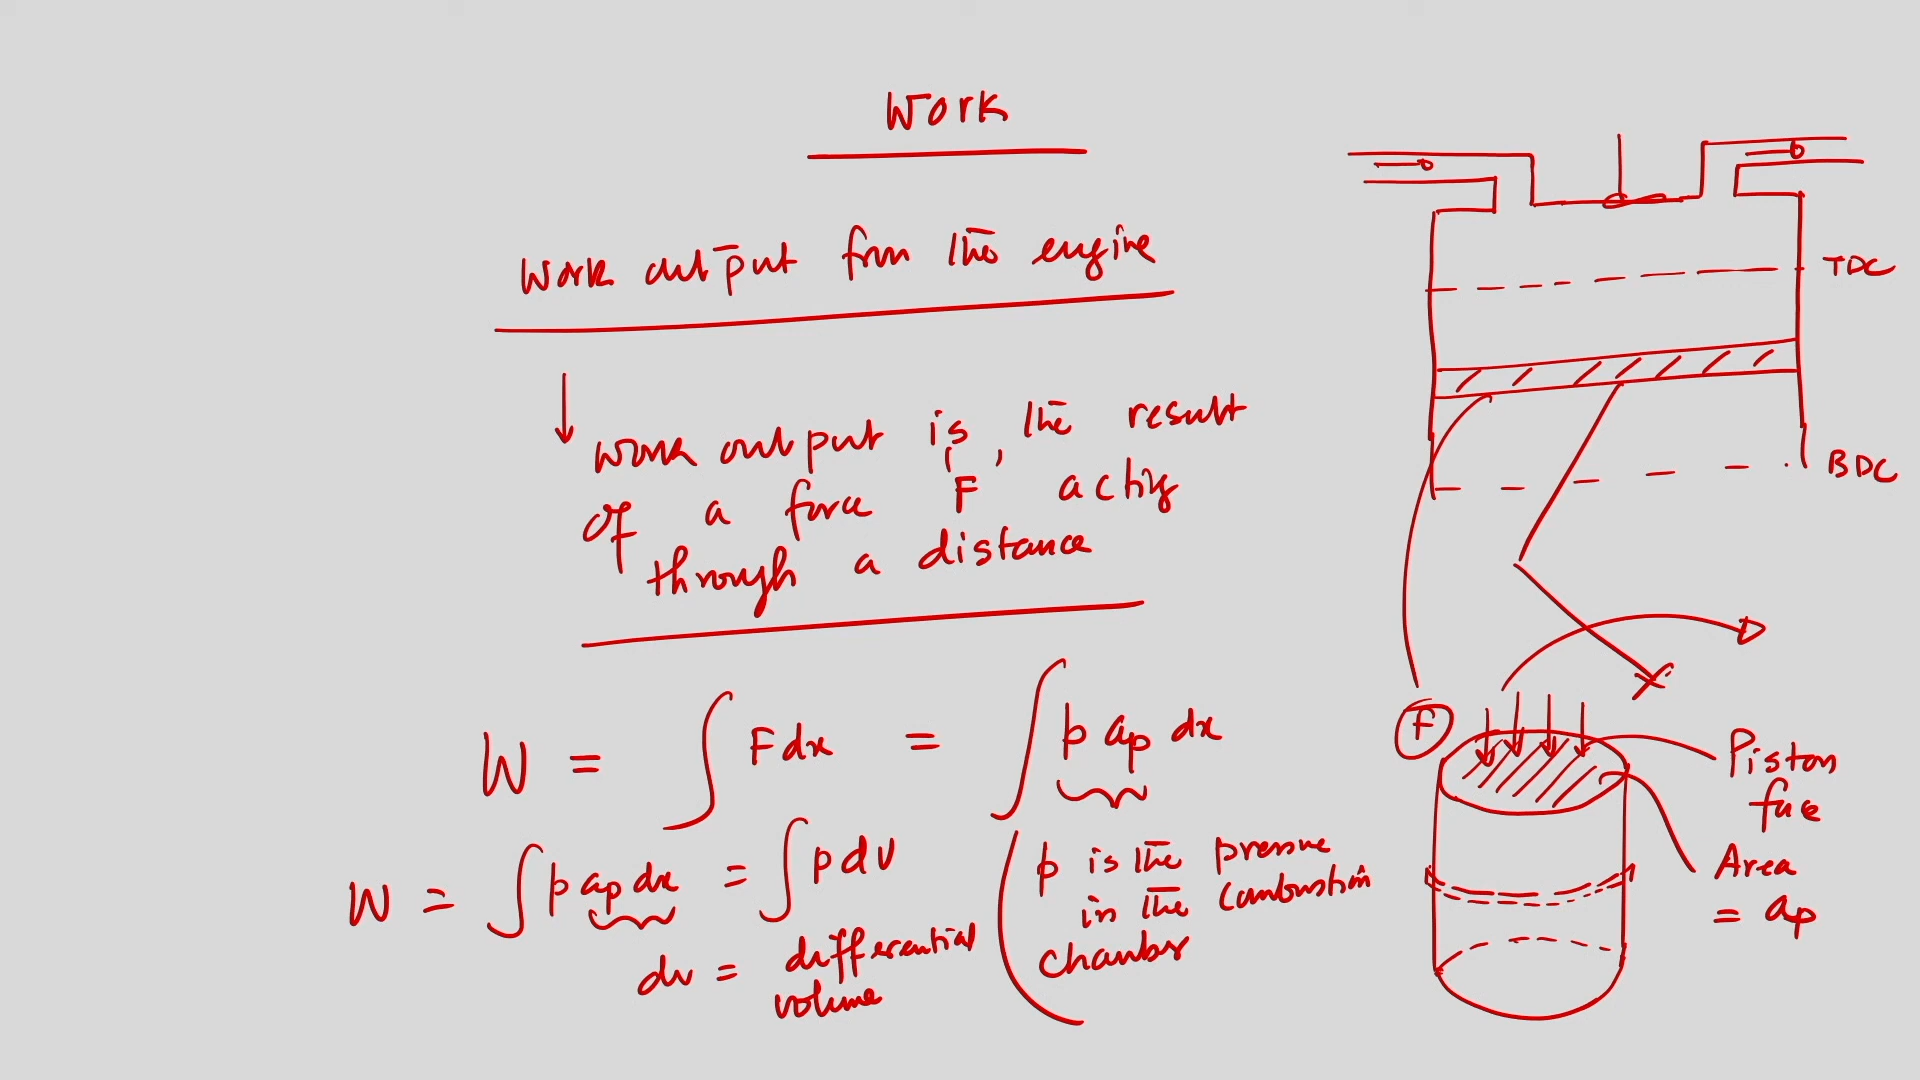 Work
Work output from the engine
Work output is, the result
of a force F acting
through a distance
W = ∫ F dx = ∫ p ap dx
W = ∫ p ap dx = ∫ p dv
dv = differential
volume
p is the pressure
in the combustion
chamber
TDC
BDC
F
Piston
face
Area
= ap